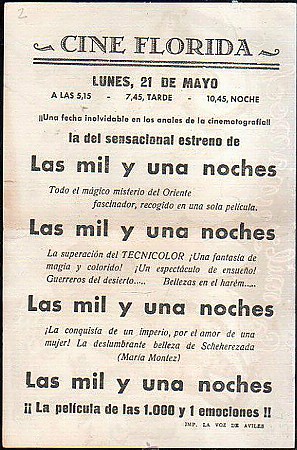 2
CINE FLORIDA
LUNES, 21 DE MAYO
A LAS 5,15 - 7,45, TARDE - 10,45, NOCHE
¡¡Una fecha inolvidable en los anales de la cinematografía!!
la del sensacional estreno de
Las mil y una noches
Todo el mágico misterio del Oriente
fascinador, recogido en una sola película.
Las mil y una noches
La superación del TECNICOLOR ¡Una fantasía de
magia y colorido! ¡Un espectáculo de ensueño!
Guerreros del desierto..... Bellezas en el harém.....
Las mil y una noches
¡La conquista de un imperio, por el amor de una
mujer! La deslumbrante belleza de Scheherezada
(María Montez)
Las mil y una noches
¡¡ La película de las 1.000 y 1 emociones !!
IMP. LA VOZ DE AVILES